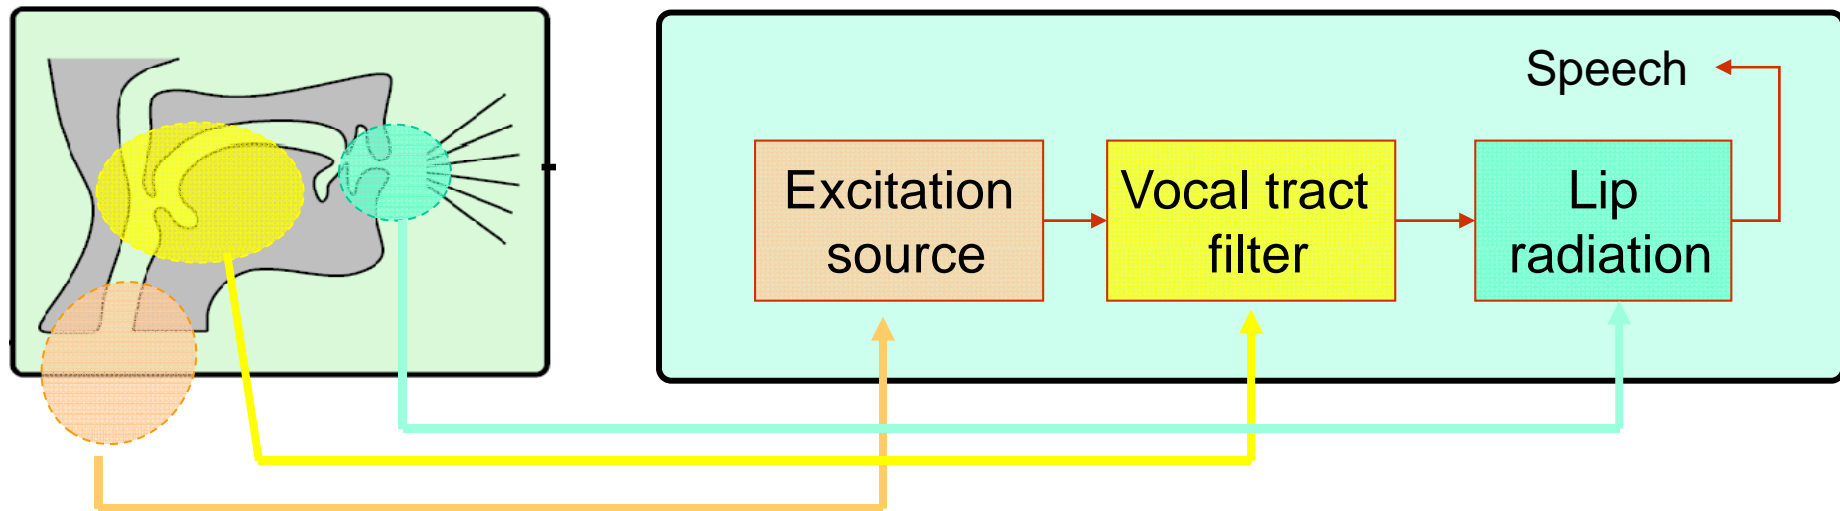 Speech
Excitation
source
Vocal tract
filter
Lip
radiation